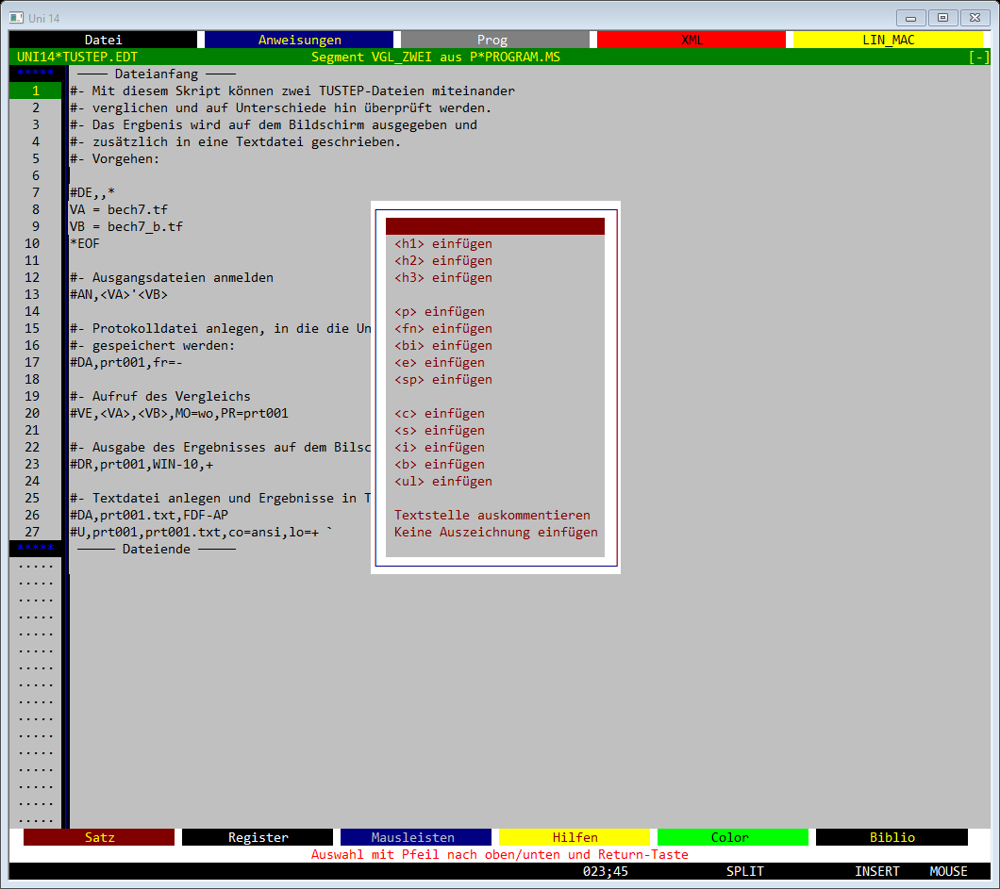 Uni 14
Datei Anweisungen Prog XML LIN_MAC
UNI14*TUSTEP.EDT Segment VGL_ZWEI aus P*PROGRAM.MS [-]
***** ───── Dateianfang ────
1 #- Mit diesem Skript können zwei TUSTEP-Dateien miteinander
2 #- verglichen und auf Unterschiede hin überprüft werden.
3 #- Das Ergbenis wird auf dem Bildschirm ausgegeben und
4 #- zusätzlich in eine Textdatei geschrieben.
5 #- Vorgehen:
6
7 #DE,,*
8 VA = bech7.tf
9 VB = bech7_b.tf
10 *EOF
11
12 #- Ausgangsdateien anmelden
13 #AN,<VA>'<VB>
14
15 #- Protokolldatei anlegen, in die die Un
16 #- gespeichert werden:
17 #DA,prt001,fr=-
18
19 #- Aufruf des Vergleichs
20 #VE,<VA>,<VB>,MO=wo,PR=prt001
21
22 #- Ausgabe des Ergebnisses auf dem Bilsc
23 #DR,prt001,WIN-10,+
24
25 #- Textdatei anlegen und Ergebnisse in T
26 #DA,prt001.txt,FDF-AP
27 #U,prt001,prt001.txt,co=ansi,lo=+ `
***** ───── Dateiende ─────
<h1> einfügen
<h2> einfügen
<h3> einfügen
<p> einfügen
<fn> einfügen
<bi> einfügen
<e> einfügen
<sp> einfügen
<c> einfügen
<s> einfügen
<i> einfügen
<b> einfügen
<ul> einfügen
Textstelle auskommentieren
Keine Auszeichnung einfügen
Satz Register Mausleisten Hilfen Color Biblio
Auswahl mit Pfeil nach oben/unten und Return-Taste
023;45 SPLIT INSERT MOUSE